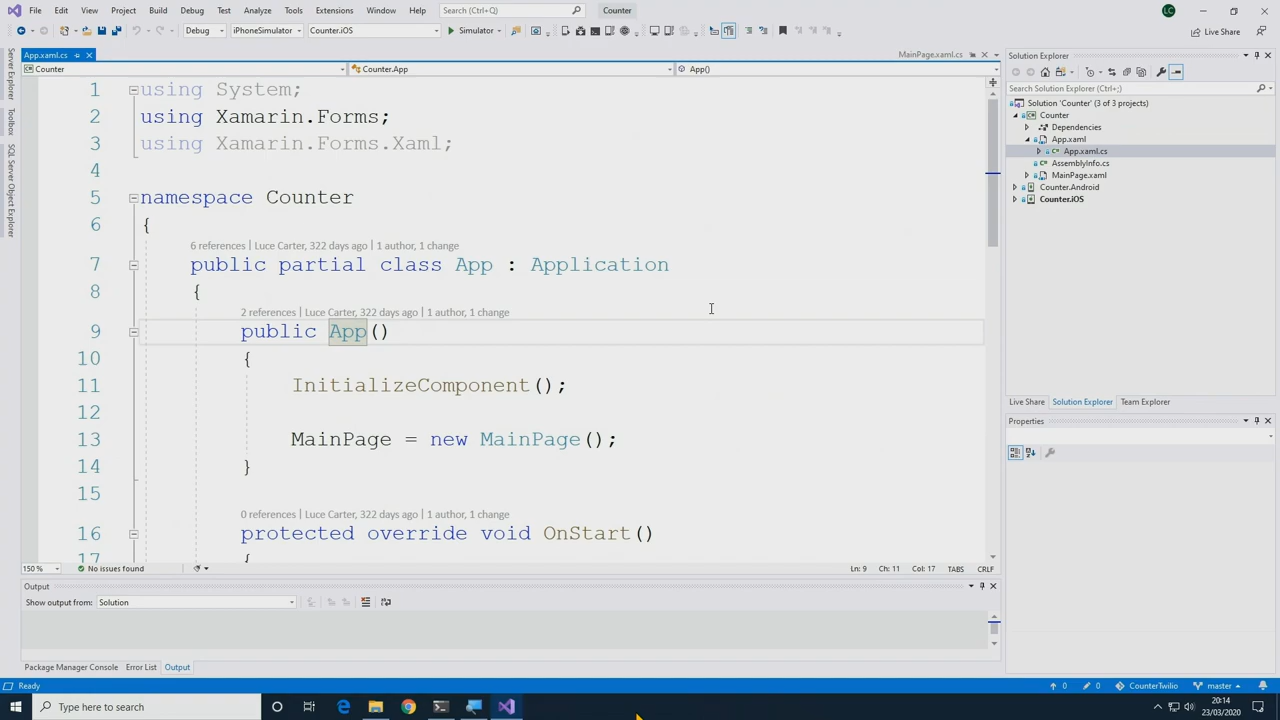 File Edit View Project Build Debug Test Analyze Tools Extensions Window Help Search (Ctrl+Q) Counter LC
Debug iPhoneSimulator Counter.iOS Simulator Live Share
App.xaml.cs MainPage.xaml.cs
Counter Counter.App App()
1 using System;
2 using Xamarin.Forms;
3 using Xamarin.Forms.Xaml;
4
5 namespace Counter
6 {
6 references | Luce Carter, 322 days ago | 1 author, 1 change
7 public partial class App : Application
8 {
2 references | Luce Carter, 322 days ago | 1 author, 1 change
9 public App()
10 {
11 InitializeComponent();
12
13 MainPage = new MainPage();
14 }
15
0 references | Luce Carter, 322 days ago | 1 author, 1 change
16 protected override void OnStart()
17 {
150 % No issues found Ln: 9 Ch: 11 Col: 17 TABS CRLF
Output
Show output from: Solution
Package Manager Console Error List Output
Server Explorer
Toolbox
SQL Server Object Explorer
Solution Explorer
Search Solution Explorer (Ctrl+;)
Solution 'Counter' (3 of 3 projects)
Counter
Dependencies
App.xaml
App.xaml.cs
AssemblyInfo.cs
MainPage.xaml
Counter.Android
Counter.iOS
Live Share Solution Explorer Team Explorer
Properties
Ready 0 0 CounterTwilio master
Type here to search 20:14
23/03/2020